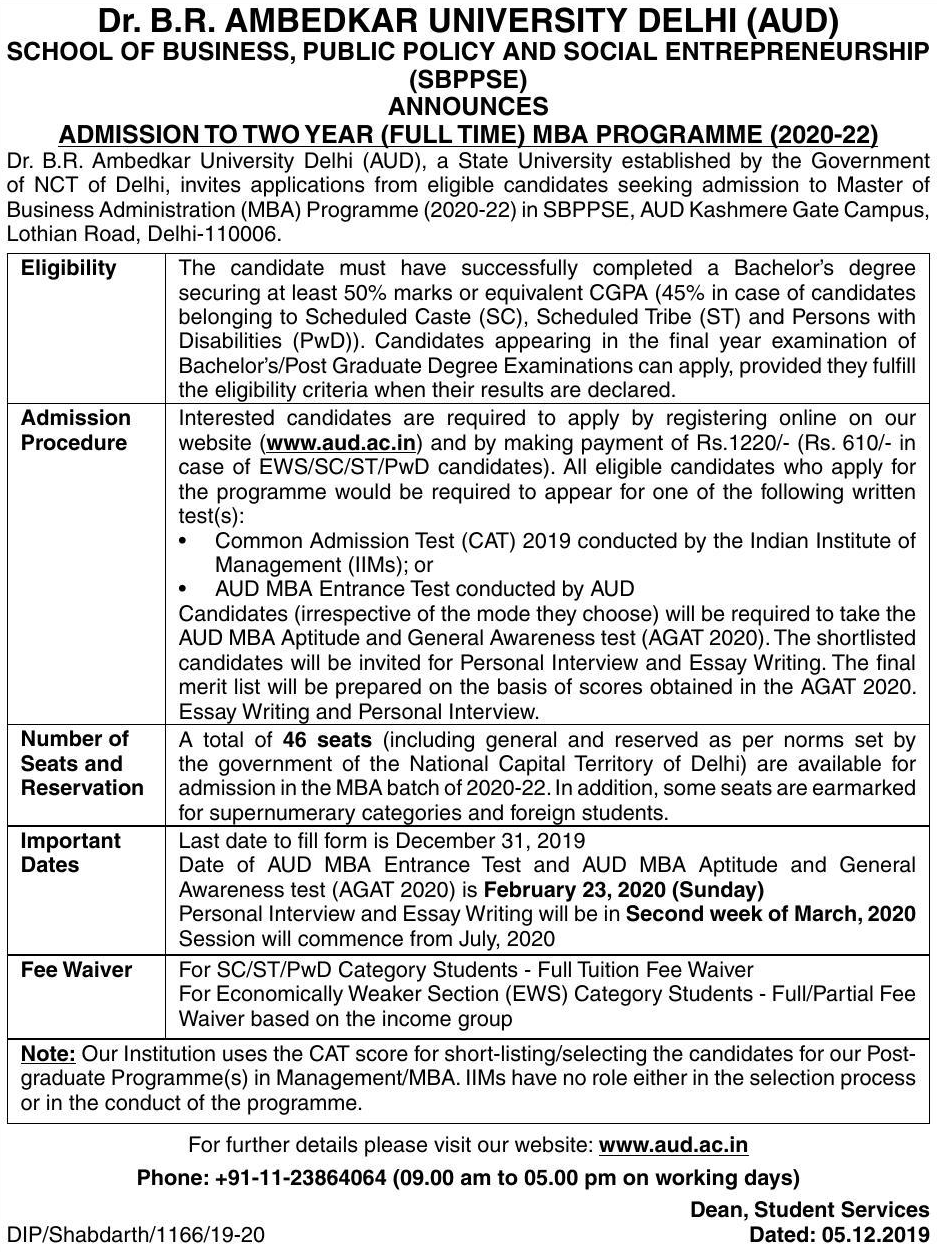 Dr. B.R. AMBEDKAR UNIVERSITY DELHI (AUD)
SCHOOL OF BUSINESS, PUBLIC POLICY AND SOCIAL ENTREPRENEURSHIP
(SBPPSE)
ANNOUNCES
ADMISSION TO TWO YEAR (FULL TIME) MBA PROGRAMME (2020-22)
Dr. B.R. Ambedkar University Delhi (AUD), a State University established by the Government
of NCT of Delhi, invites applications from eligible candidates seeking admission to Master of
Business Administration (MBA) Programme (2020-22) in SBPPSE, AUD Kashmere Gate Campus,
Lothian Road, Delhi-110006.
Eligibility
The candidate must have successfully completed a Bachelor's degree
securing at least 50% marks or equivalent CGPA (45% in case of candidates
belonging to Scheduled Caste (SC), Scheduled Tribe (ST) and Persons with
Disabilities (PwD)). Candidates appearing in the final year examination of
Bachelor's/Post Graduate Degree Examinations can apply, provided they fulfill
the eligibility criteria when their results are declared.
Admission
Procedure
Interested candidates are required to apply by registering online on our
website (www.aud.ac.in) and by making payment of Rs.1220/- (Rs. 610/- in
case of EWS/SC/ST/PwD candidates). All eligible candidates who apply for
the programme would be required to appear for one of the following written
test(s):
• Common Admission Test (CAT) 2019 conducted by the Indian Institute of
Management (IIMs); or
• AUD MBA Entrance Test conducted by AUD
Candidates (irrespective of the mode they choose) will be required to take the
AUD MBA Aptitude and General Awareness test (AGAT 2020). The shortlisted
candidates will be invited for Personal Interview and Essay Writing. The final
merit list will be prepared on the basis of scores obtained in the AGAT 2020.
Essay Writing and Personal Interview.
Number of
Seats and
Reservation
A total of 46 seats (including general and reserved as per norms set by
the government of the National Capital Territory of Delhi) are available for
admission in the MBA batch of 2020-22. In addition, some seats are earmarked
for supernumerary categories and foreign students.
Important
Dates
Last date to fill form is December 31, 2019
Date of AUD MBA Entrance Test and AUD MBA Aptitude and General
Awareness test (AGAT 2020) is February 23, 2020 (Sunday)
Personal Interview and Essay Writing will be in Second week of March, 2020
Session will commence from July, 2020
Fee Waiver
For SC/ST/PwD Category Students - Full Tuition Fee Waiver
For Economically Weaker Section (EWS) Category Students - Full/Partial Fee
Waiver based on the income group
Note: Our Institution uses the CAT score for short-listing/selecting the candidates for our Post-
graduate Programme(s) in Management/MBA. IIMs have no role either in the selection process
or in the conduct of the programme.
For further details please visit our website: www.aud.ac.in
Phone: +91-11-23864064 (09.00 am to 05.00 pm on working days)
Dean, Student Services
DIP/Shabdarth/1166/19-20
Dated: 05.12.2019